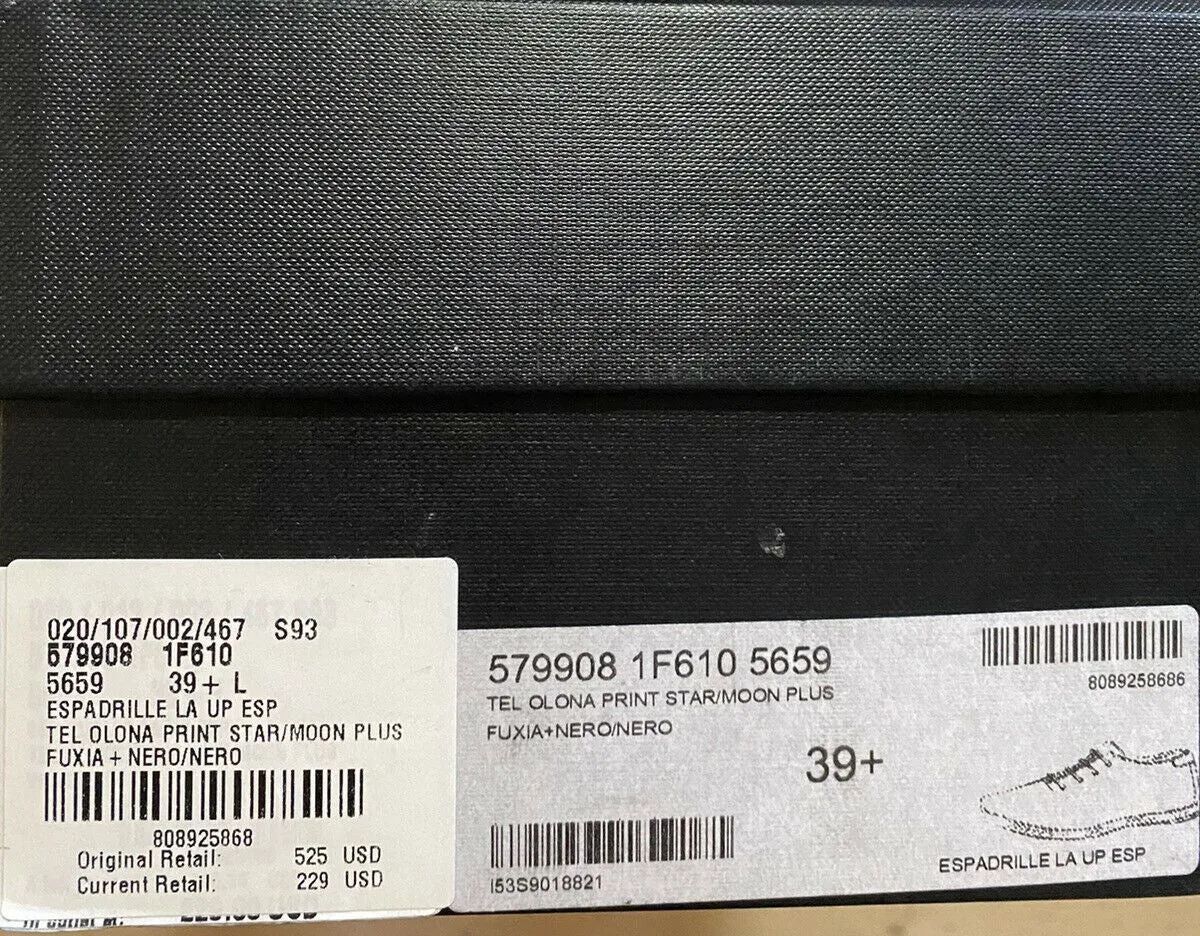 020/107/002/467 S93
579908 1F610
5659 39+ L
ESPADRILLE LA UP ESP
TEL OLONA PRINT STAR/MOON PLUS
FUXIA + NERO/NERO
808925868
Original Retail: 525 USD
Current Retail: 229 USD
579908 1F610 5659
TEL OLONA PRINT STAR/MOON PLUS
FUXIA+NERO/NERO
39+
8089258686
I53S9018821
ESPADRILLE LA UP ESP